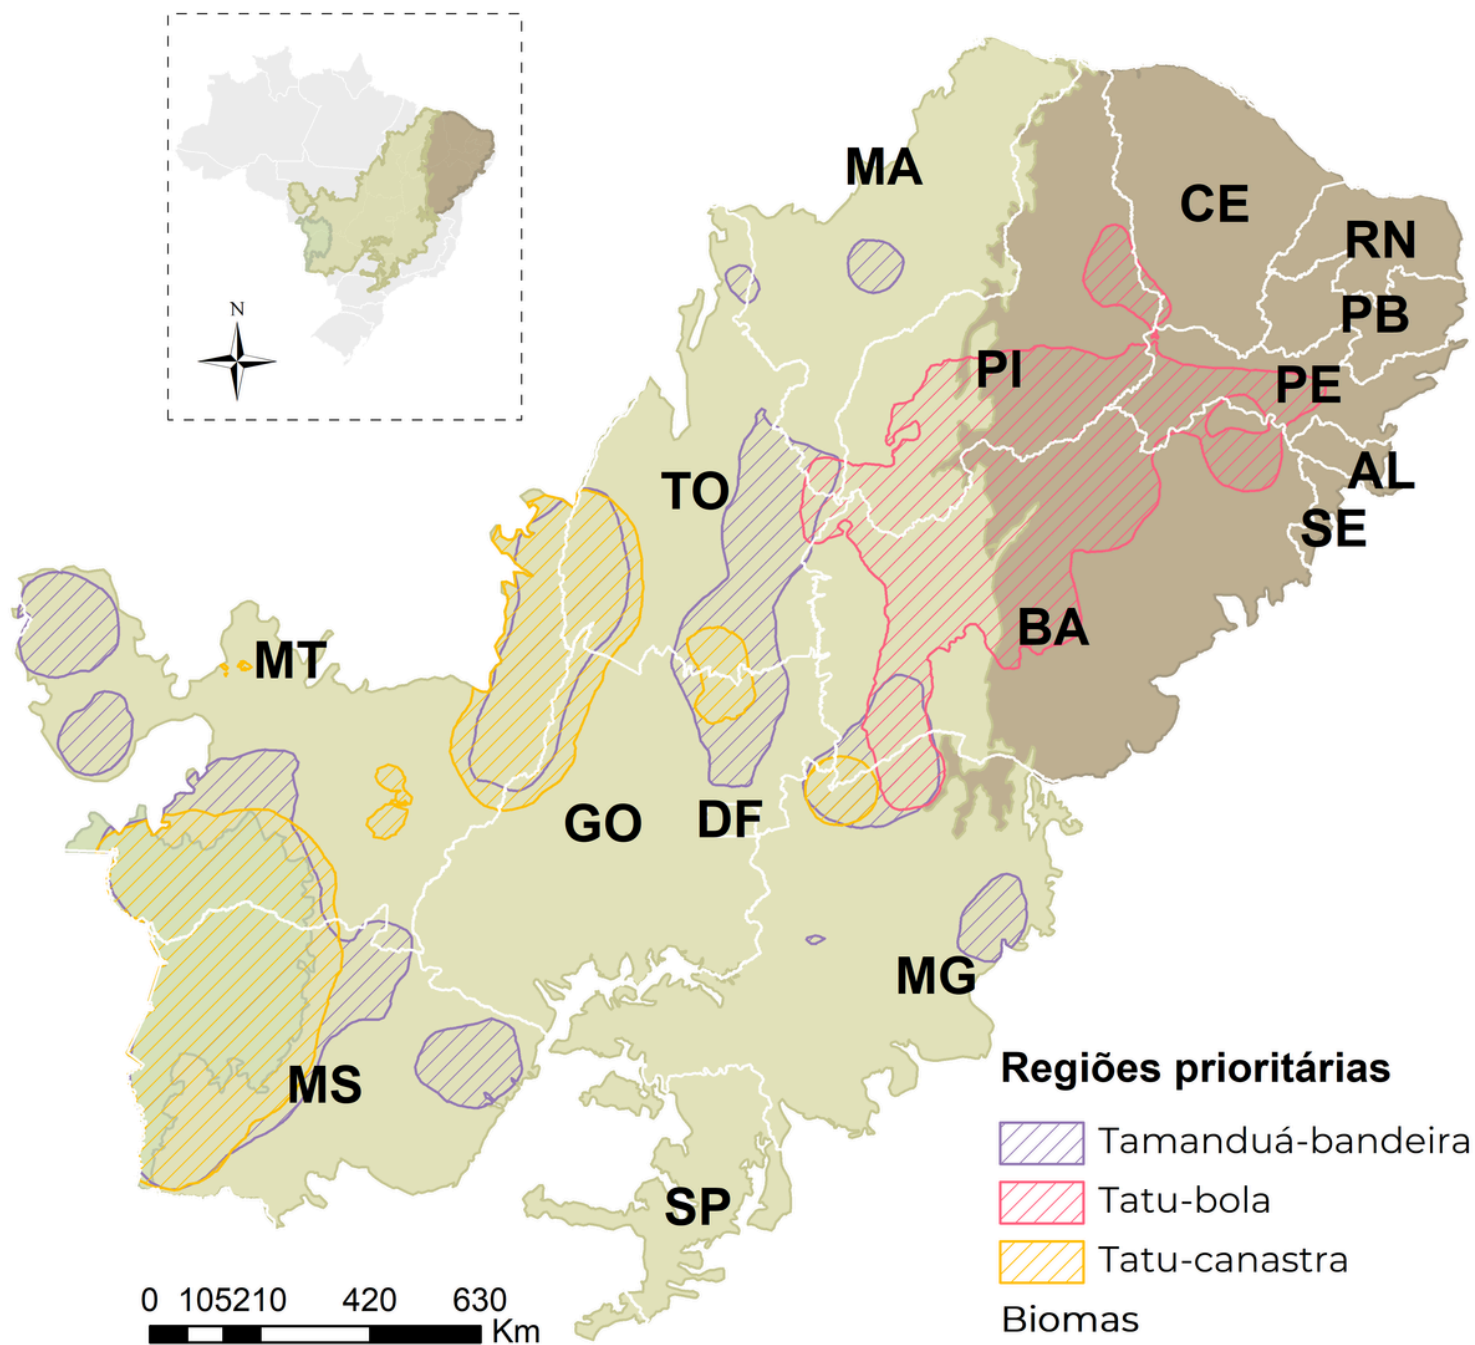 N
MA
CE
RN
PB
PI
PE
TO
AL
SE
BA
MT
GO
DF
MG
MS
SP
Regiões prioritárias
Tamanduá-bandeira
Tatu-bola
Tatu-canastra
Biomas
0 105210 420 630
Km